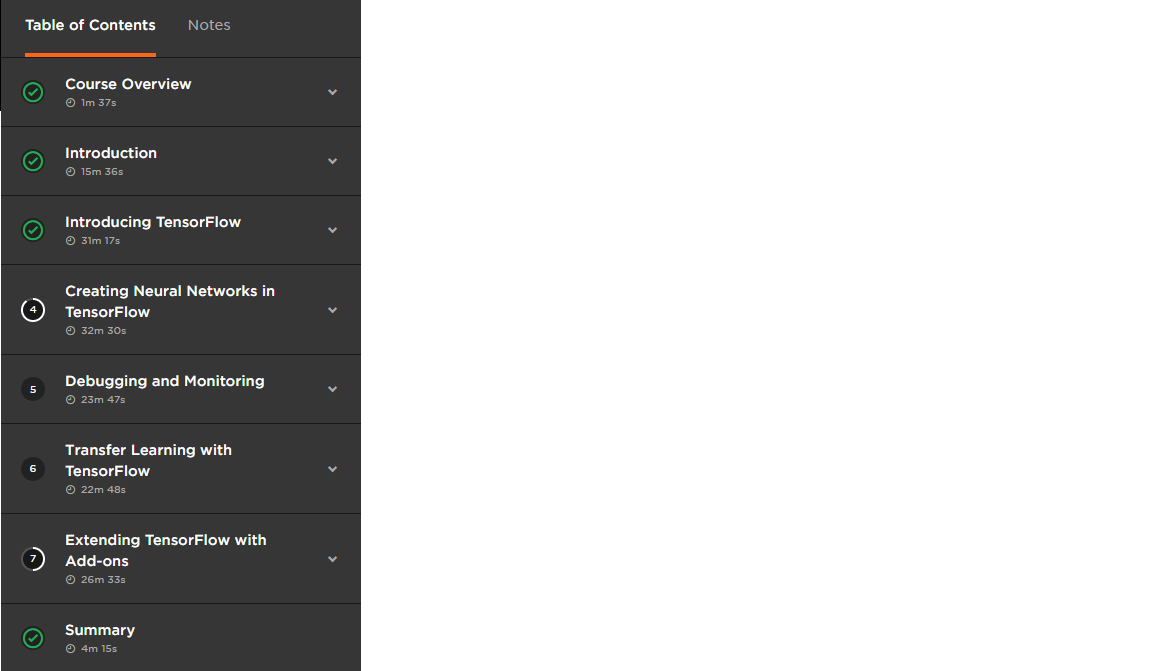 Table of Contents Notes
Course Overview
1m 37s
Introduction
15m 36s
Introducing TensorFlow
31m 17s
Creating Neural Networks in
TensorFlow
4
32m 30s
Debugging and Monitoring
5
23m 47s
Transfer Learning with
TensorFlow
6
22m 48s
Extending TensorFlow with
Add-ons
7
26m 33s
Summary
4m 15s